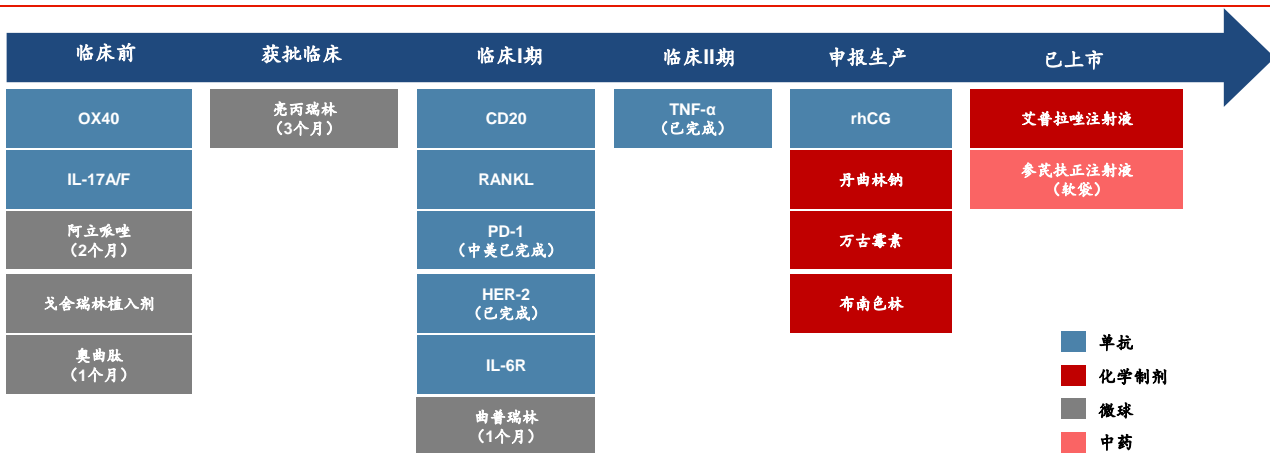 临床前
获批临床
临床I期
临床II期
申报生产
已上市
OX40
IL-17A/F
阿立哌唑
(2个月)
戈舍瑞林植入剂
奥曲肽
(1个月)
亮丙瑞林
(3个月)
CD20
RANKL
PD-1
(中美已完成)
HER-2
(已完成)
IL-6R
曲普瑞林
(1个月)
TNF-α
(已完成)
rhCG
丹曲林钠
万古霉素
布南色林
艾普拉唑注射液
参芪扶正注射液
(软袋)
单抗
化学制剂
微球
中药